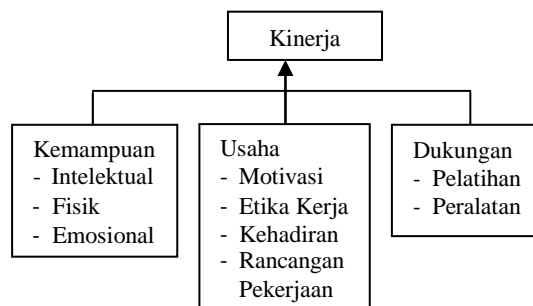 Kinerja
Kemampuan
- Intelektual
- Fisik
- Emosional
Usaha
- Motivasi
- Etika Kerja
- Kehadiran
- Rancangan
Pekerjaan
Dukungan
- Pelatihan
- Peralatan